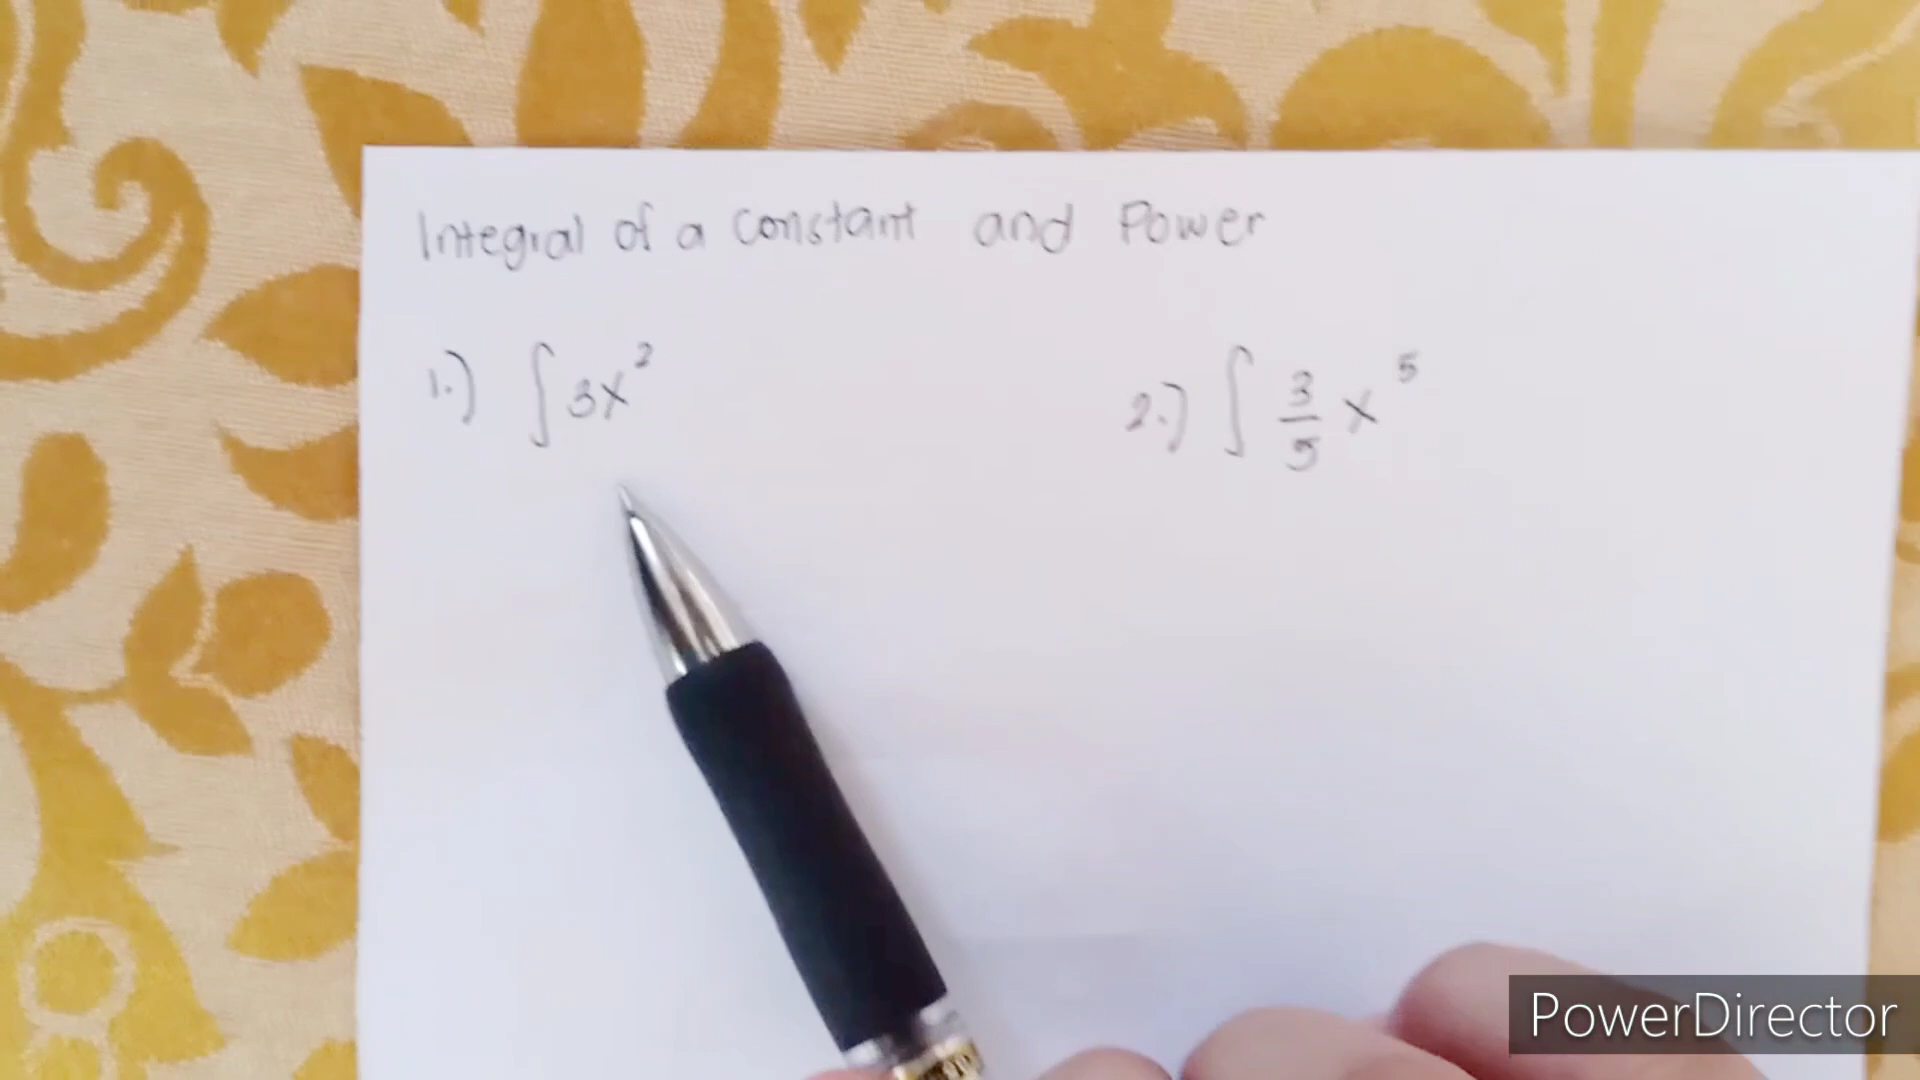 Integral of a constant and Power
1.) ∫ 3x² 2.) ∫ 3/5 x⁵
PowerDirector